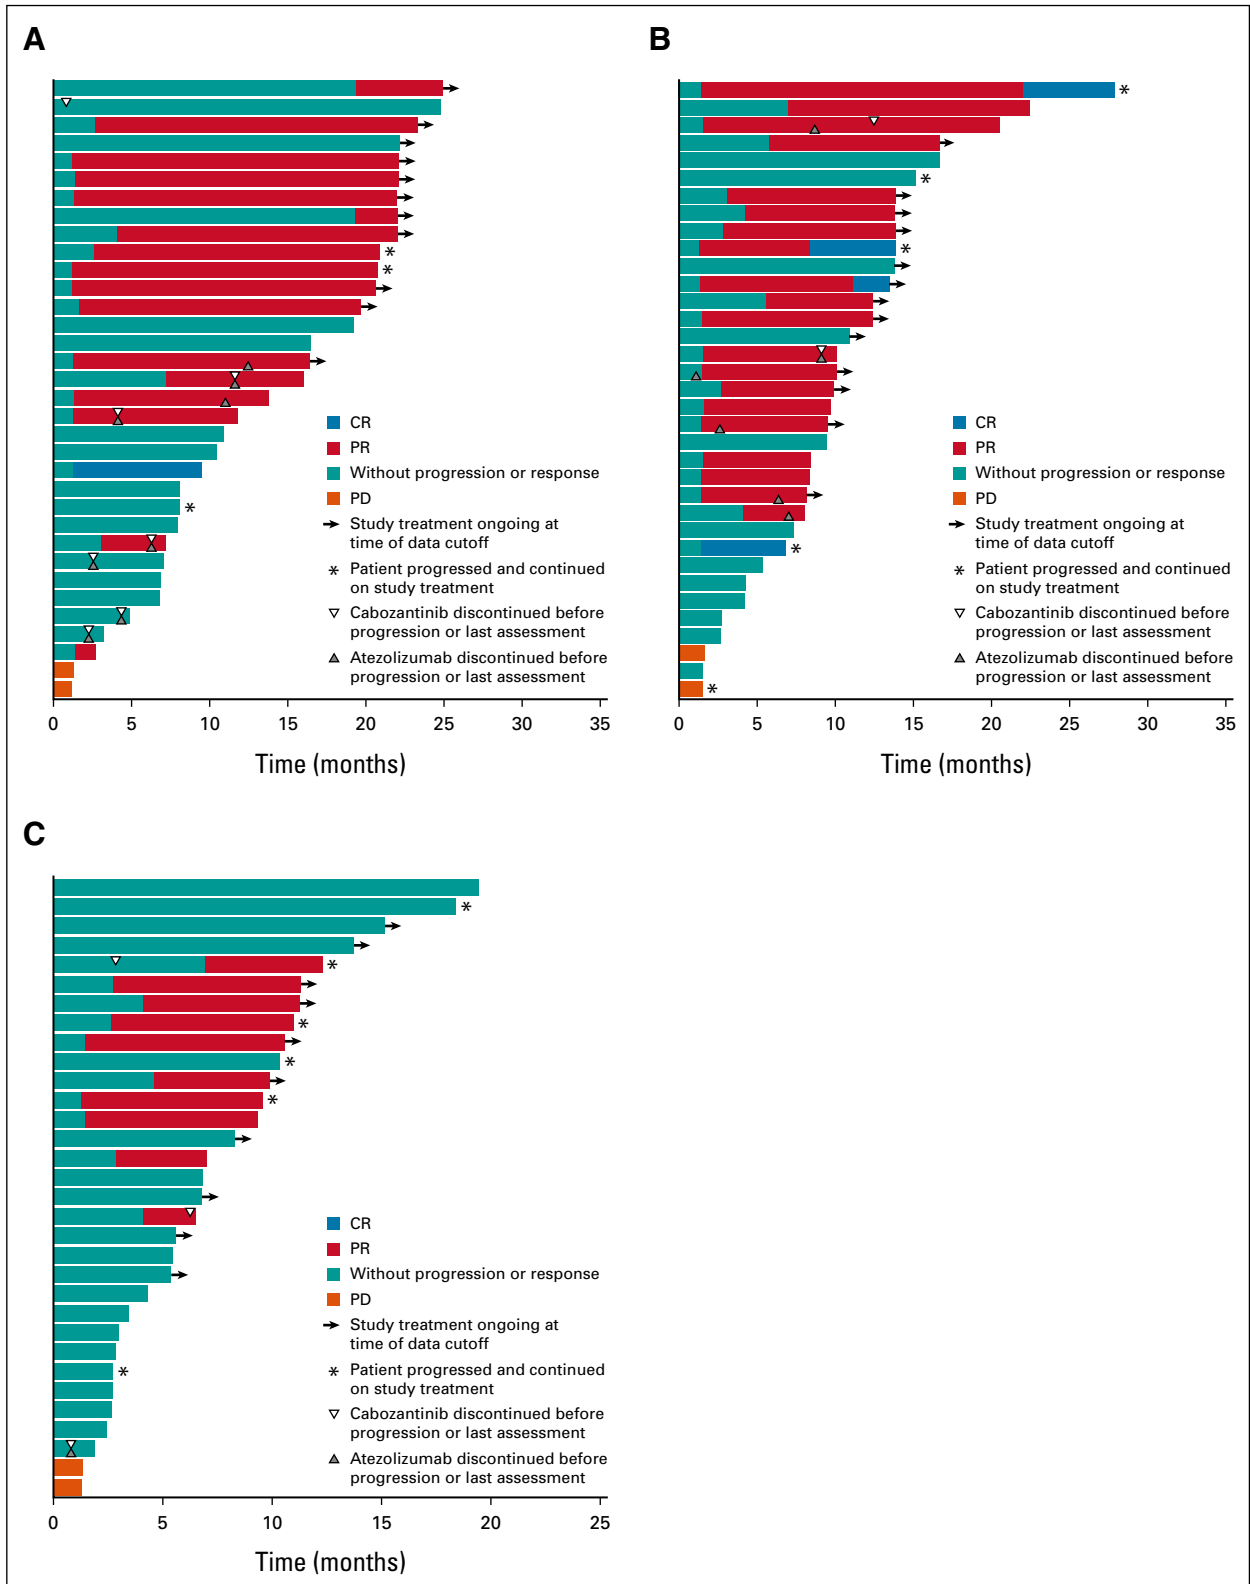 A
CR
PR
Without progression or response
PD
Study treatment ongoing at
time of data cutoff
* Patient progressed and continued
on study treatment
Cabozantinib discontinued before
progression or last assessment
Atezolizumab discontinued before
progression or last assessment
0 5 10 15 20 25 30 35
Time (months)
B
CR
PR
Without progression or response
PD
Study treatment ongoing at
time of data cutoff
* Patient progressed and continued
on study treatment
Cabozantinib discontinued before
progression or last assessment
Atezolizumab discontinued before
progression or last assessment
0 5 10 15 20 25 30 35
Time (months)
C
CR
PR
Without progression or response
PD
Study treatment ongoing at
time of data cutoff
* Patient progressed and continued
on study treatment
Cabozantinib discontinued before
progression or last assessment
Atezolizumab discontinued before
progression or last assessment
0 5 10 15 20 25
Time (months)